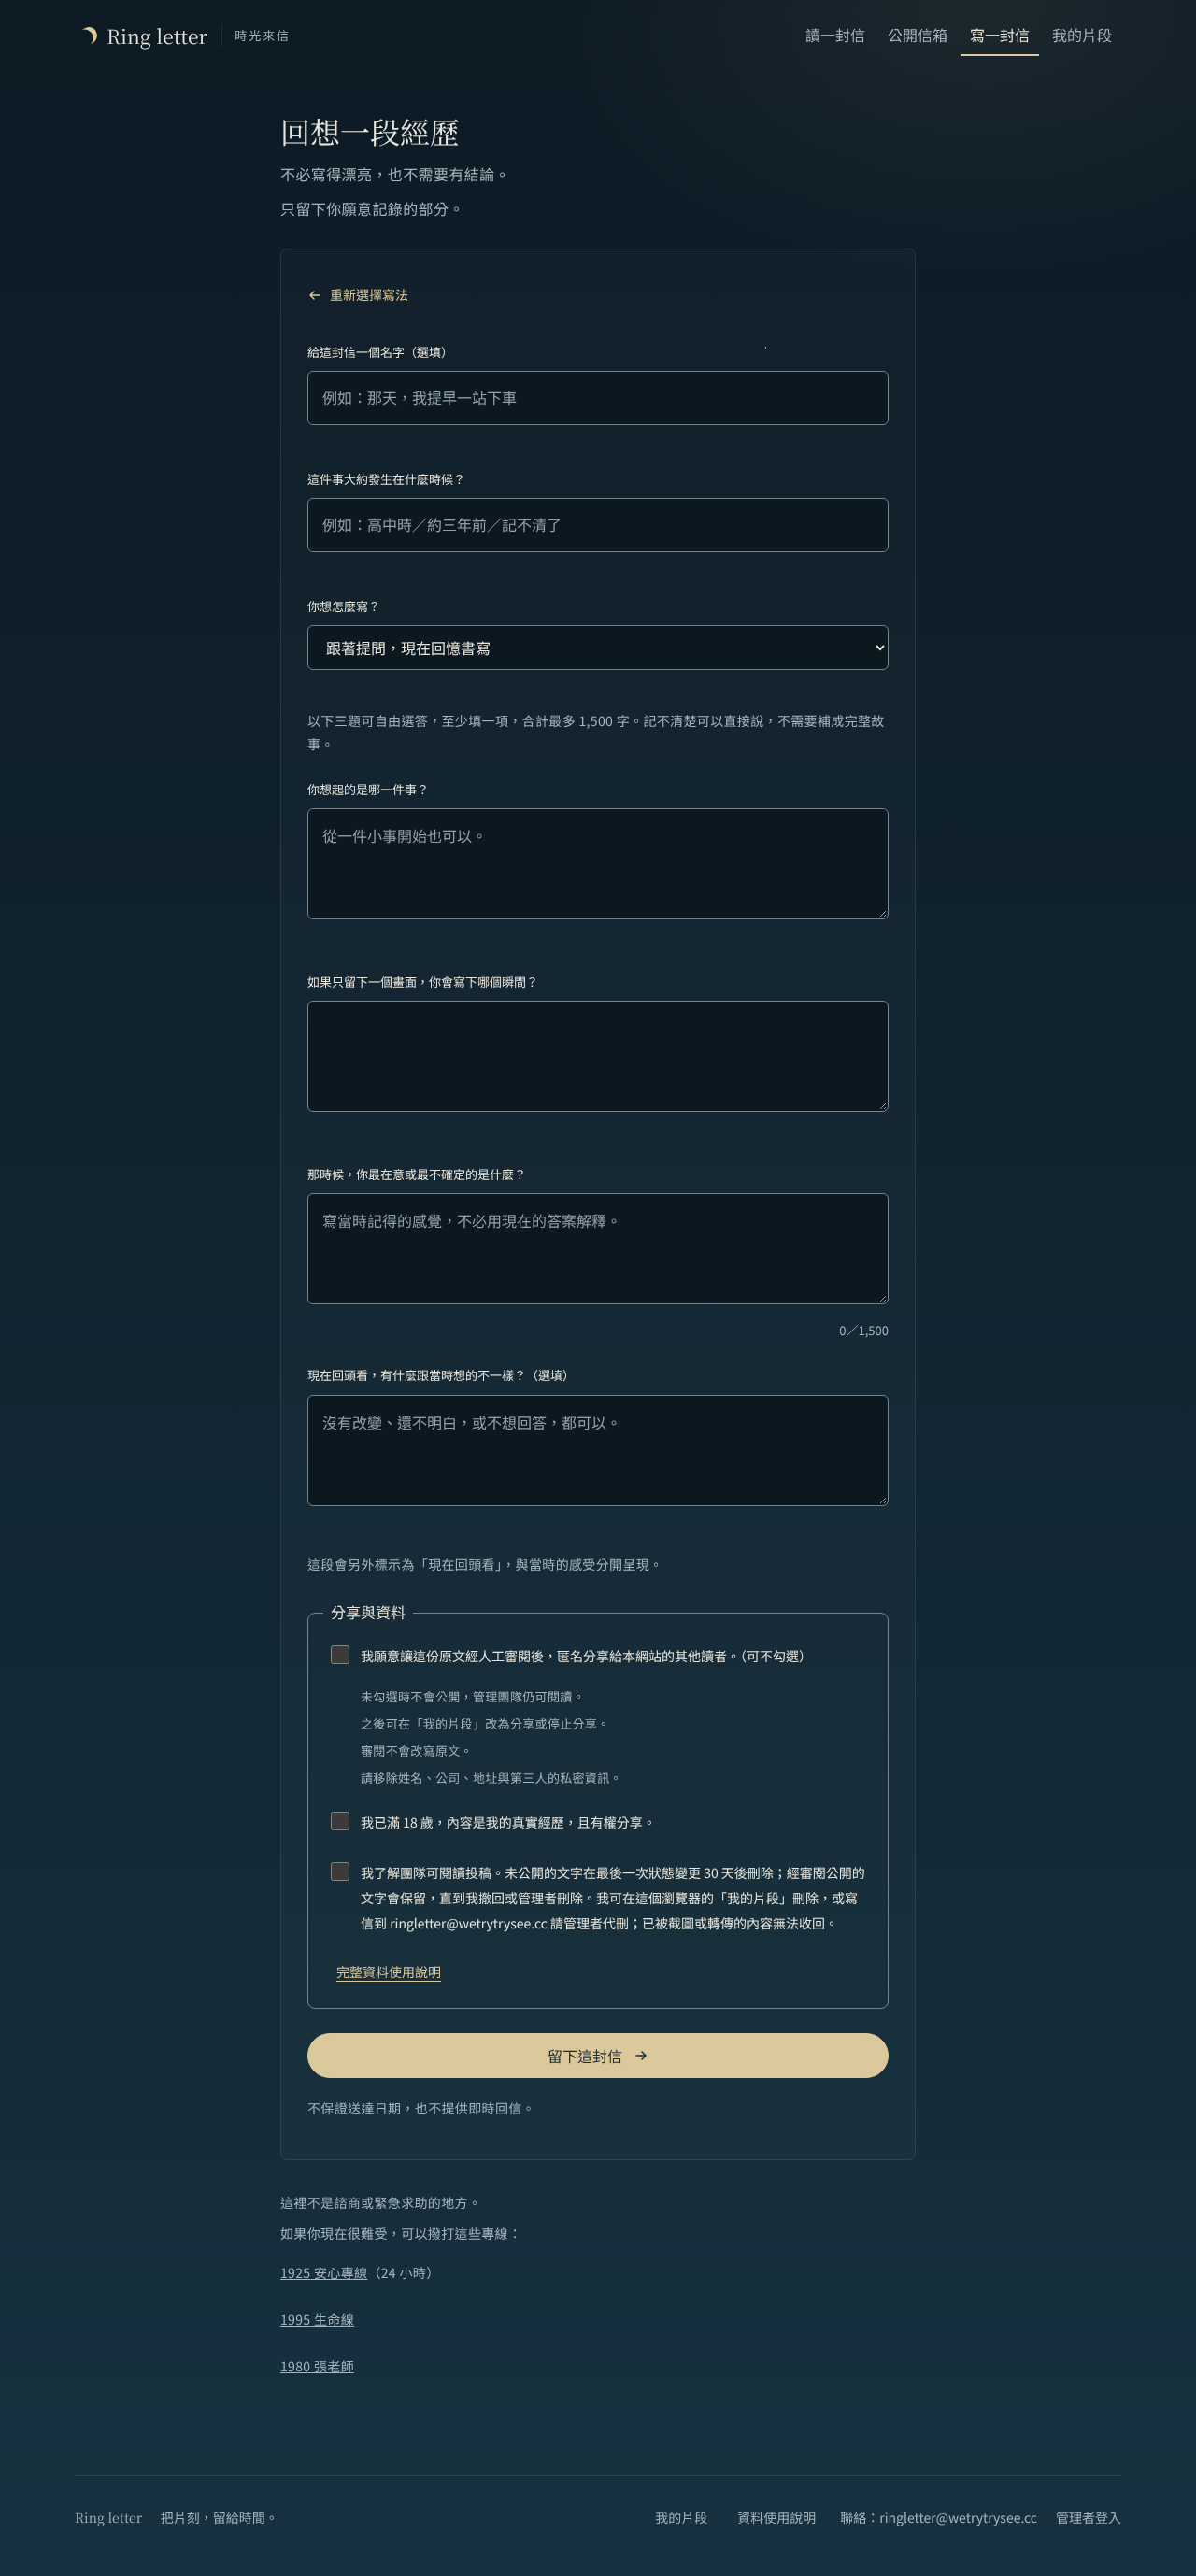 Ring letter 時光來信 讀一封信 公開信箱 寫一封信 我的片段
回想一段經歷
不必寫得漂亮，也不需要有結論。
只留下你願意記錄的部分。
← 重新選擇寫法
給這封信一個名字（選填）
例如：那天，我提早一站下車
這件事大約發生在什麼時候？
例如：高中時／約三年前／記不清了
你想怎麼寫？
跟著提問，現在回憶書寫
以下三題可自由選答，至少填一項，合計最多 1,500 字。記不清楚可以直接說，不需要補成完整故
事。
你想起的是哪一件事？
從一件小事開始也可以。
如果只留下一個畫面，你會寫下哪個瞬間？
那時候，你最在意或最不確定的是什麼？
寫當時記得的感覺，不必用現在的答案解釋。
0／1,500
現在回頭看，有什麼跟當時想的不一樣？（選填）
沒有改變、還不明白，或不想回答，都可以。
這段會另外標示為「現在回頭看」，與當時的感受分開呈現。
分享與資料
我願意讓這份原文經人工審閱後，匿名分享給本網站的其他讀者。（可不勾選）
未勾選時不會公開，管理團隊仍可閱讀。
之後可在「我的片段」改為分享或停止分享。
審閱不會改寫原文。
請移除姓名、公司、地址與第三人的私密資訊。
我已滿 18 歲，內容是我的真實經歷，且有權分享。
我了解團隊可閱讀投稿。未公開的文字在最後一次狀態變更 30 天後刪除；經審閱公開的
文字會保留，直到我撤回或管理者刪除。我可在這個瀏覽器的「我的片段」刪除，或寫
信到 ringletter@wetrytrysee.cc 請管理者代刪；已被截圖或轉傳的內容無法收回。
完整資料使用說明
留下這封信 →
不保證送達日期，也不提供即時回信。
這裡不是諮商或緊急求助的地方。
如果你現在很難受，可以撥打這些專線：
1925 安心專線（24 小時）
1995 生命線
1980 張老師
Ring letter 把片刻，留給時間。 我的片段 資料使用說明 聯絡：ringletter@wetrytrysee.cc 管理者登入